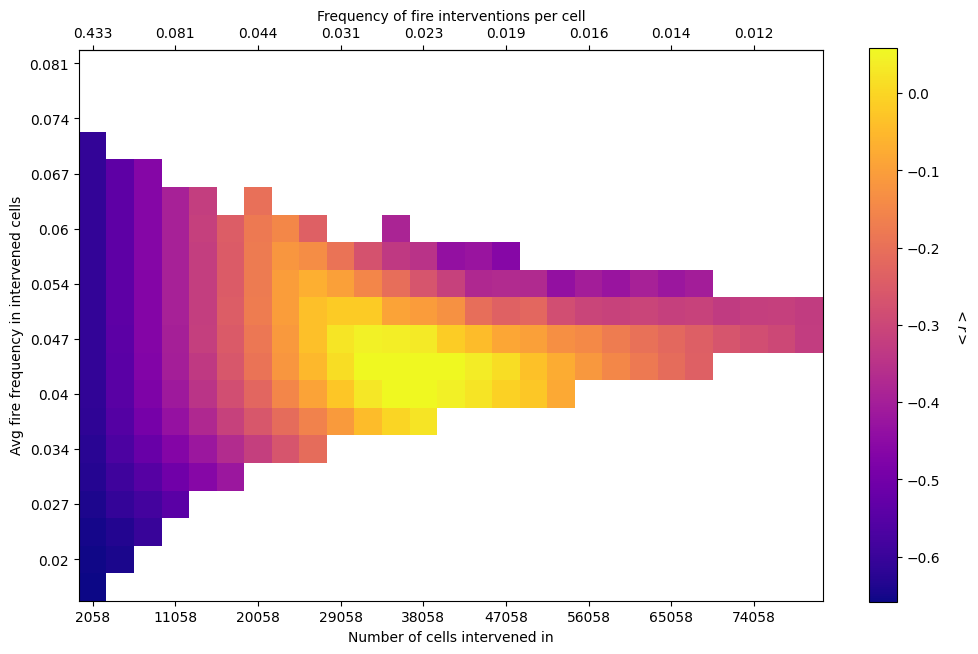 Frequency of fire interventions per cell
0.433 0.081 0.044 0.031 0.023 0.019 0.016 0.014 0.012
Avg fire frequency in intervened cells
0.081
0.074
0.067
0.06
0.054
0.047
0.04
0.034
0.027
0.02
2058 11058 20058 29058 38058 47058 56058 65058 74058
Number of cells intervened in
0.0
−0.1
−0.2
−0.3
−0.4
−0.5
−0.6
< r >